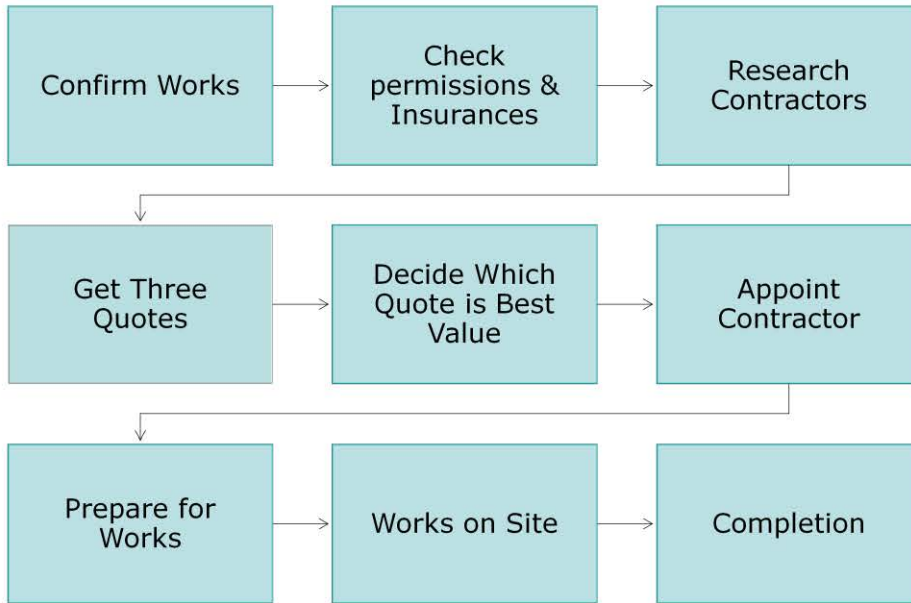 Confirm Works
Check
permissions &
Insurances
Research
Contractors
Get Three
Quotes
Decide Which
Quote is Best
Value
Appoint
Contractor
Prepare for
Works
Works on Site
Completion